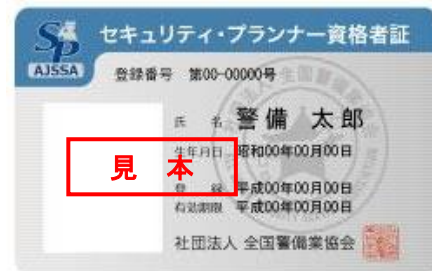 Sp
AJSSA
セキュリティ・プランナー資格者証
登録番号 第00-00000号
氏 名 警備 太郎
生年月日 昭和00年00月00日
見 本
登 録 平成00年00月00日
有効期限 平成00年00月00日
社団法人 全国警備業協会